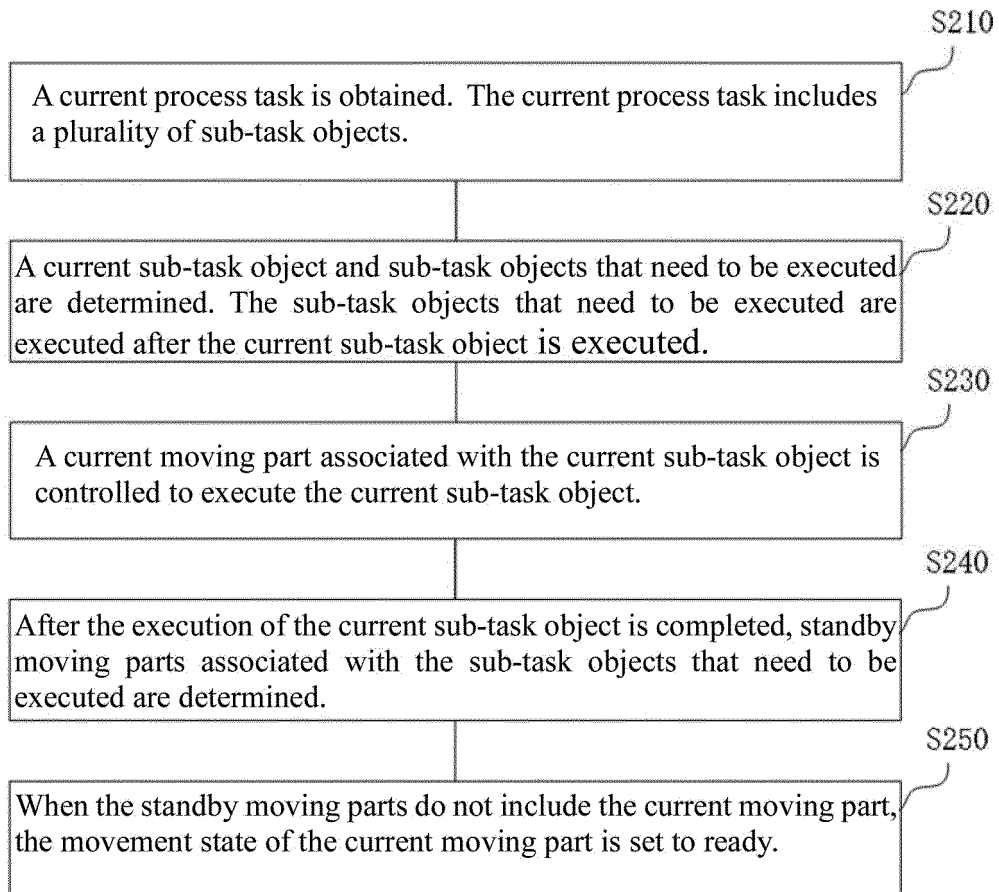 S210
A current process task is obtained. The current process task includes
a plurality of sub-task objects.
S220
A current sub-task object and sub-task objects that need to be executed
are determined. The sub-task objects that need to be executed are
executed after the current sub-task object is executed.
S230
A current moving part associated with the current sub-task object is
controlled to execute the current sub-task object.
S240
After the execution of the current sub-task object is completed, standby
moving parts associated with the sub-task objects that need to be
executed are determined.
S250
When the standby moving parts do not include the current moving part,
the movement state of the current moving part is set to ready.